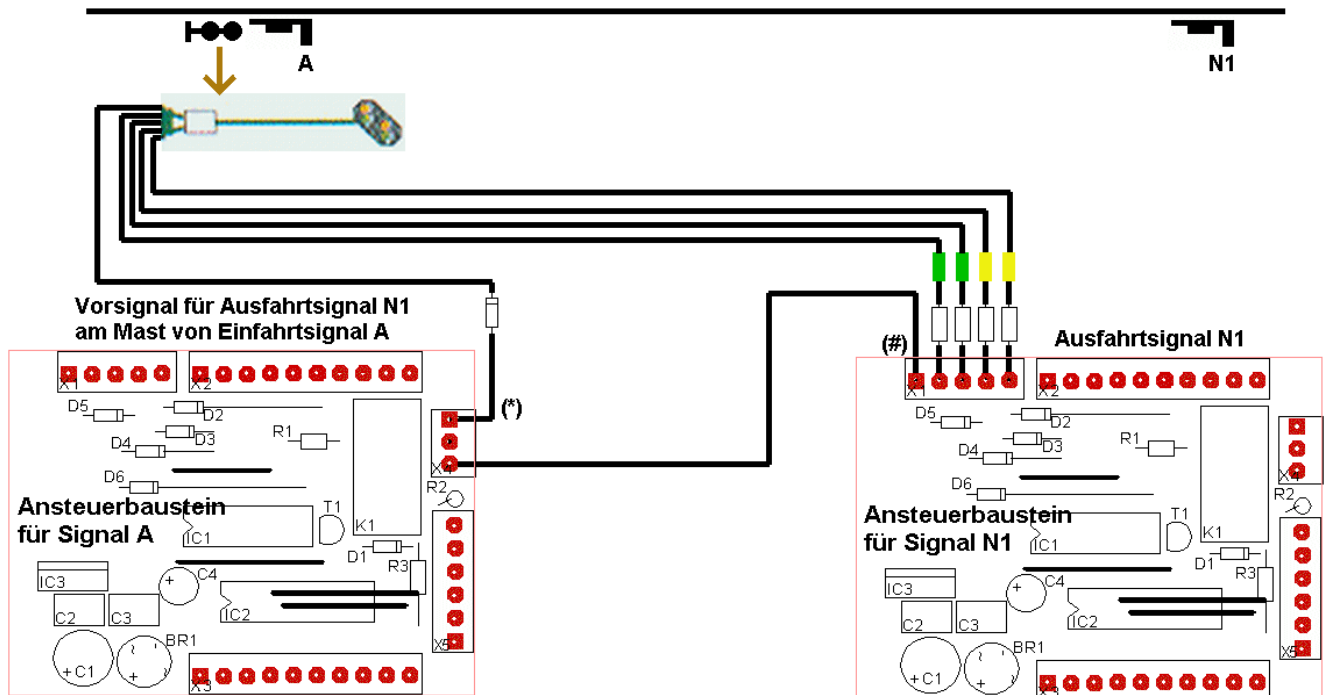 A
N1
Vorsignal für Ausfahrtsignal N1
am Mast von Einfahrtsignal A
(#)
Ausfahrtsignal N1
X1
X2
D5
D2
D4
D3
R1
D6
(*)
X4
R2
Ansteuerbaustein
für Signal A
T1
IC1
K1
D1
R3
IC3
C4
C2
C3
IC2
+C1
BR1
X5
X3
X1
X2
D5
D2
D4
D3
R1
D6
X4
R2
Ansteuerbaustein
für Signal N1
T1
IC1
K1
D1
R3
IC3
C4
C2
C3
IC2
+C1
BR1
X5
X3